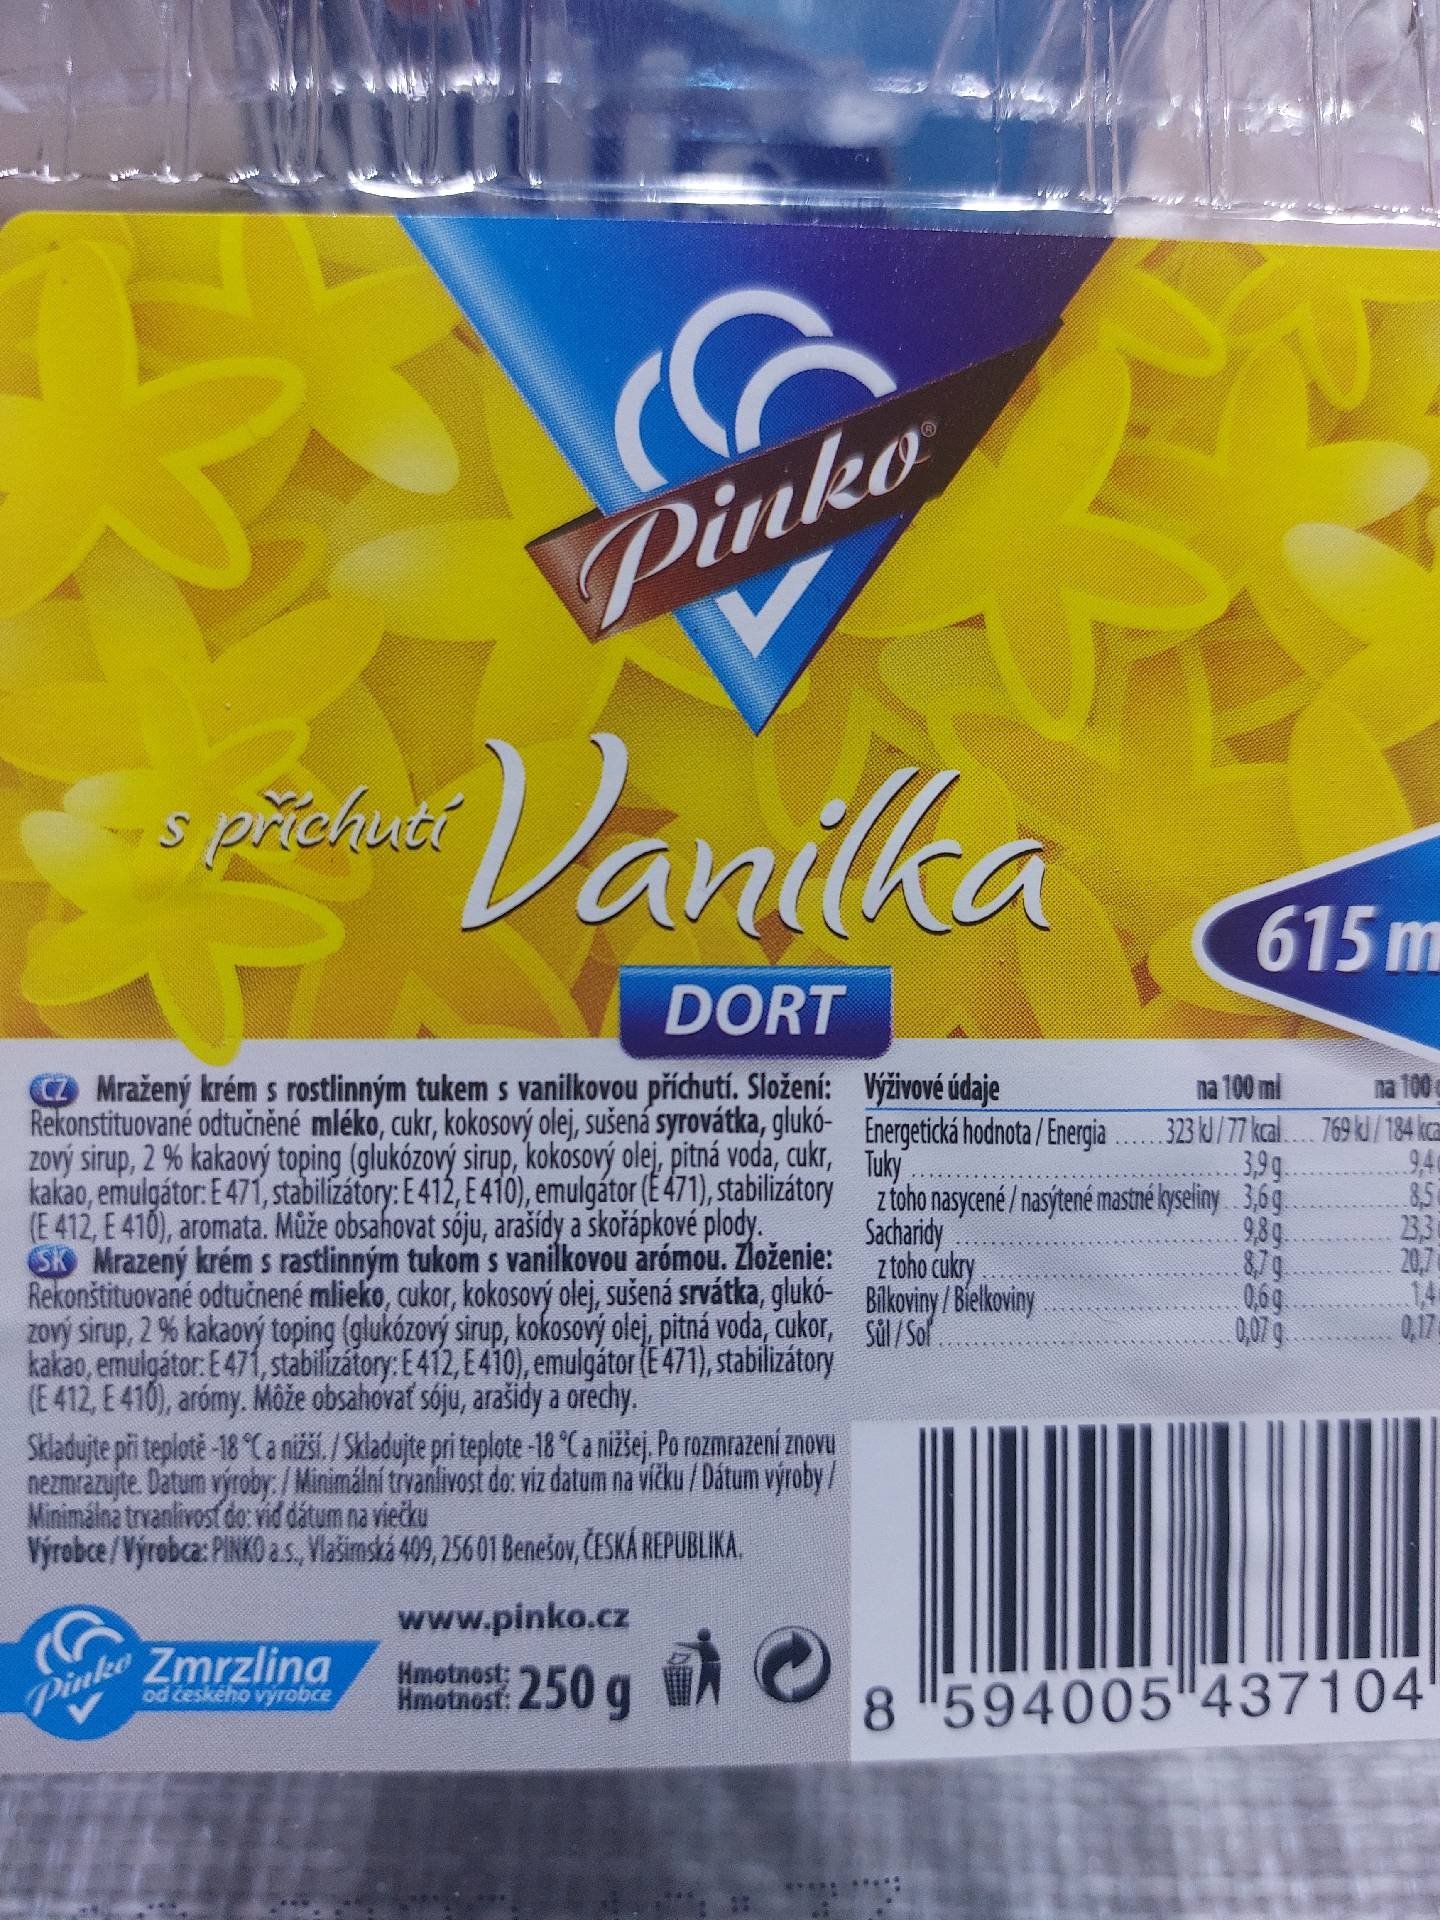 Pinko®
s příchutí Vanilka
615 m
DORT
CZ Mražený krém s rostlinným tukem s vanilkovou příchutí. Složení:
Rekonstituované odtučněné mléko, cukr, kokosový olej, sušená syrovátka, glukó-
zový sirup, 2 % kakaový toping (glukózový sirup, kokosový olej, pitná voda, cukr,
kakao, emulgátor: E 471, stabilizátory: E 412, E 410), emulgátor (E 471), stabilizátory
(E 412, E 410), aromata. Může obsahovat sóju, arašídy a skořápkové plody.
SK Mrazený krém s rastlinným tukom s vanilkovou arómou. Zloženie:
Rekonštituované odtučnené mlieko, cukor, kokosový olej, sušená srvátka, glukó-
zový sirup, 2 % kakaový toping (glukózový sirup, kokosový olej, pitná voda, cukor,
kakao, emulgátor: E 471, stabilizátory: E 412, E 410), emulgátor (E 471), stabilizátory
(E 412, E 410), arómy. Môže obsahovať sóju, arašidy a orechy.
Skladujte při teplotě -18 °C a nižší. / Skladujte pri teplote -18 °C a nižšej. Po rozmrazení znovu
nezmrazujte. Datum výroby: / Minimální trvanlivost do: viz datum na víčku / Dátum výroby /
Minimálna trvanlivosť do: viď dátum na viečku
Výrobce / Výrobca: PINKO a.s., Vlašimská 409, 256 01 Benešov, ČESKÁ REPUBLIKA.
Výživové údaje na 100 ml na 100 g
Energetická hodnota / Energia ...... 323 kJ / 77 kcal .... 769 kJ / 184 kca
Tuky 3,9 g 9,4
z toho nasycené / nasýtené mastné kyseliny 3,6 g 8,5
Sacharidy 9,8 g 23,3
z toho cukry 8,7 g 20,7
Bílkoviny / Bielkoviny 0,6 g 1,4
Sůl / Soľ 0,07 g 0,17
Pinko Zmrzlina
od českého výrobce
www.pinko.cz
Hmotnost:
Hmotnosť: 250 g
8 594005 437104